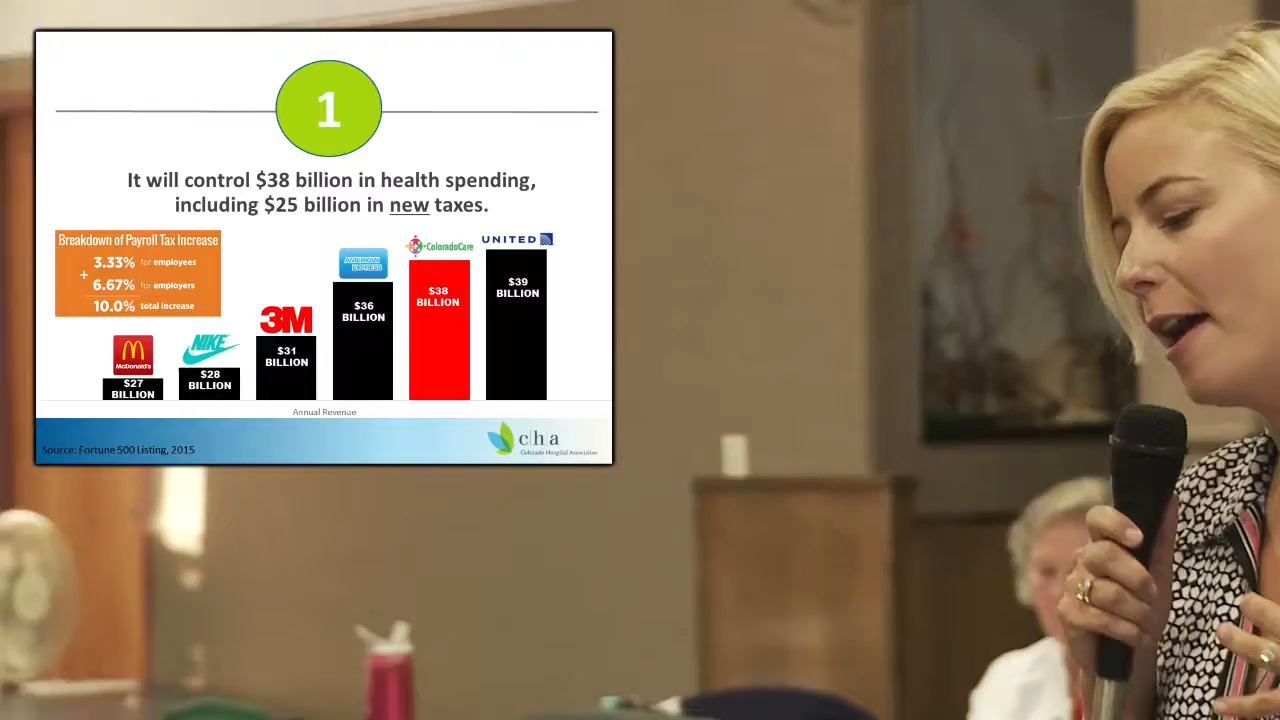 1
It will control $38 billion in health spending,
including $25 billion in new taxes.
Breakdown of Payroll Tax Increase
3.33% for employees
+
6.67% for employers
10.0% total increase
McDonald's
$27
BILLION
NIKE
$28
BILLION
3M
$31
BILLION
AMERICAN
EXPRESS
$36
BILLION
ColoradoCare
$38
BILLION
UNITED
$39
BILLION
Annual Revenue
Source: Fortune 500 Listing, 2015
cha
Colorado Hospital Association